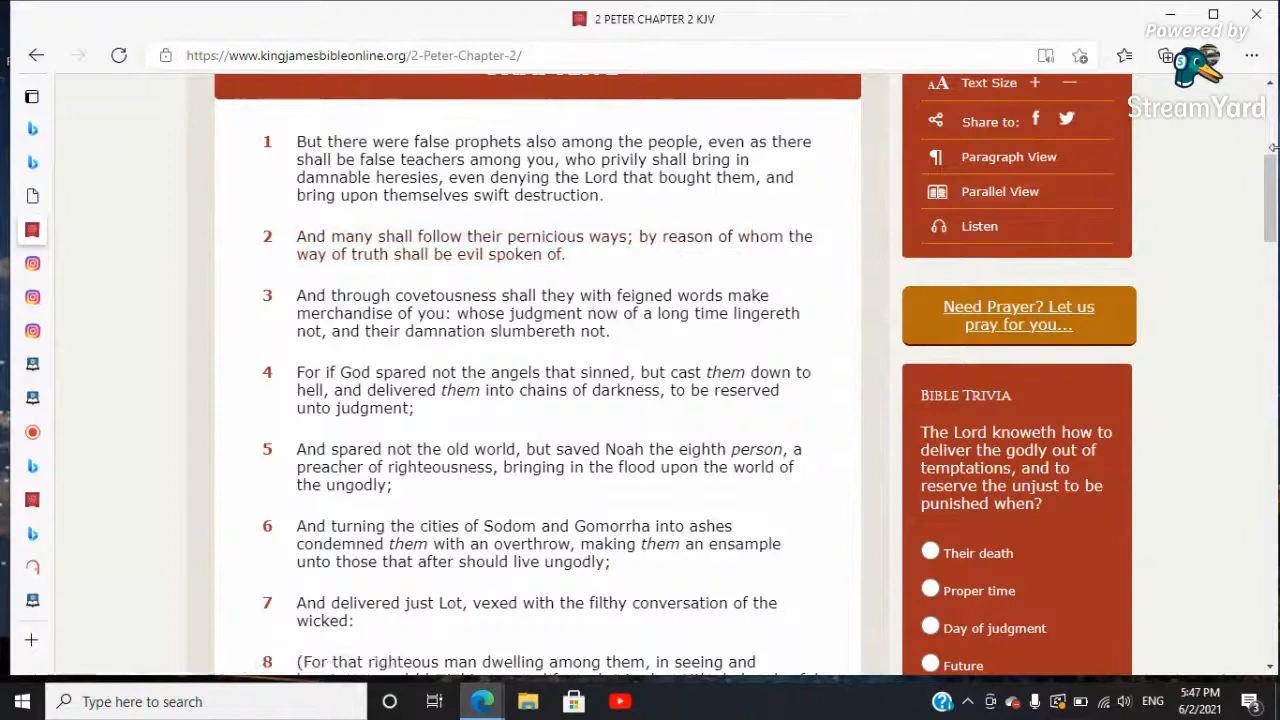 2 PETER CHAPTER 2 KJV
Powered by
StreamYard
https://www.kingjamesbibleonline.org/2-Peter-Chapter-2/
1 But there were false prophets also among the people, even as there
shall be false teachers among you, who privily shall bring in
damnable heresies, even denying the Lord that bought them, and
bring upon themselves swift destruction.
2 And many shall follow their pernicious ways; by reason of whom the
way of truth shall be evil spoken of.
3 And through covetousness shall they with feigned words make
merchandise of you: whose judgment now of a long time lingereth
not, and their damnation slumbereth not.
4 For if God spared not the angels that sinned, but cast them down to
hell, and delivered them into chains of darkness, to be reserved
unto judgment;
5 And spared not the old world, but saved Noah the eighth person, a
preacher of righteousness, bringing in the flood upon the world of
the ungodly;
6 And turning the cities of Sodom and Gomorrha into ashes
condemned them with an overthrow, making them an ensample
unto those that after should live ungodly;
7 And delivered just Lot, vexed with the filthy conversation of the
wicked:
8 (For that righteous man dwelling among them, in seeing and
AA Text Size + −
Share to:
Paragraph View
Parallel View
Listen
Need Prayer? Let us
pray for you...
BIBLE TRIVIA
The Lord knoweth how to
deliver the godly out of
temptations, and to
reserve the unjust to be
punished when?
Their death
Proper time
Day of judgment
Future
Type here to search
ENG
5:47 PM
6/2/2021
3